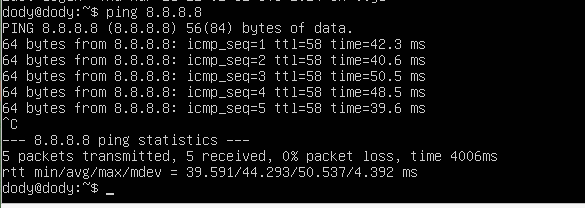 dody@dody:~$ ping 8.8.8.8
PING 8.8.8.8 (8.8.8.8) 56(84) bytes of data.
64 bytes from 8.8.8.8: icmp_seq=1 ttl=58 time=42.3 ms
64 bytes from 8.8.8.8: icmp_seq=2 ttl=58 time=40.6 ms
64 bytes from 8.8.8.8: icmp_seq=3 ttl=58 time=50.5 ms
64 bytes from 8.8.8.8: icmp_seq=4 ttl=58 time=48.5 ms
64 bytes from 8.8.8.8: icmp_seq=5 ttl=58 time=39.6 ms
^C
--- 8.8.8.8 ping statistics ---
5 packets transmitted, 5 received, 0% packet loss, time 4006ms
rtt min/avg/max/mdev = 39.591/44.293/50.537/4.392 ms
dody@dody:~$ _